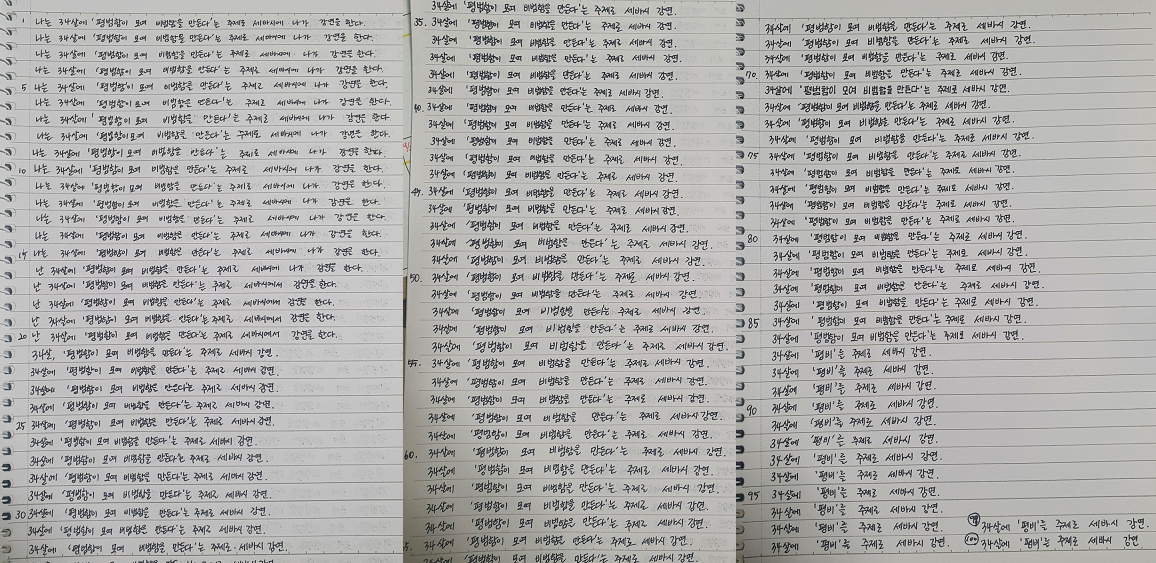 1 나는 34살에 '평범함이 모여 비범함을 만든다'는 주제로 세바시에 나가 강연을 한다.
나는 34살에 '평범함이 모여 비범함을 만든다'는 주제로 세바시에 나가 강연을 한다.
나는 34살에 '평범함이 모여 비범함을 만든다'는 주제로 세바시에 나가 강연을 한다.
나는 34살에 '평범함이 모여 비범함을 만든다'는 주제로 세바시에 나가 강연을 한다.
5 나는 34살에 '평범함이 모여 비범함을 만든다'는 주제로 세바시에 나가 강연을 한다.
나는 34살에 '평범함이 모여 비범함을 만든다'는 주제로 세바시에 나가 강연을 한다.
나는 34살에 '평범함이 모여 비범함을 만든다'는 주제로 세바시에 나가 강연을 한다.
나는 34살에 '평범함이 모여 비범함을 만든다'는 주제로 세바시에 나가 강연을 한다.
나는 34살에 '평범함이 모여 비범함을 만든다'는 주제로 세바시에 나가 강연을 한다.
10 나는 34살에 '평범함이 모여 비범함을 만든다'는 주제로 세바시에 나가 강연을 한다.
나는 34살에 '평범함이 모여 비범함을 만든다'는 주제로 세바시에 나가 강연을 한다.
나는 34살에 '평범함이 모여 비범함을 만든다'는 주제로 세바시에 나가 강연을 한다.
나는 34살에 '평범함이 모여 비범함을 만든다'는 주제로 세바시에 나가 강연을 한다.
나는 34살에 '평범함이 모여 비범함을 만든다'는 주제로 세바시에 나가 강연을 한다.
15 나는 34살에 '평범함이 모여 비범함을 만든다'는 주제로 세바시에 나가 강연을 한다.
난 34살에 '평범함이 모여 비범함을 만든다'는 주제로 세바시에 나가 강연을 한다.
난 34살에 '평범함이 모여 비범함을 만든다'는 주제로 세바시에서 강연을 한다.
난 34살에 '평범함이 모여 비범함을 만든다'는 주제로 세바시에서 강연을 한다.
난 34살에 '평범함이 모여 비범함을 만든다'는 주제로 세바시에서 강연을 한다.
20 난 34살에 '평범함이 모여 비범함을 만든다'는 주제로 세바시에서 강연을 한다.
34살, '평범함이 모여 비범함을 만든다'는 주제로 세바시 강연.
34살에 '평범함이 모여 비범함을 만든다'는 주제로 세바시 강연.
34살에 '평범함이 모여 비범함을 만든다'는 주제로 세바시 강연.
34살에 '평범함이 모여 비범함을 만든다'는 주제로 세바시 강연.
25 34살에 '평범함이 모여 비범함을 만든다'는 주제로 세바시 강연.
34살에 '평범함이 모여 비범함을 만든다'는 주제로 세바시 강연.
34살에 '평범함이 모여 비범함을 만든다'는 주제로 세바시 강연.
34살에 '평범함이 모여 비범함을 만든다'는 주제로 세바시 강연.
34살에 '평범함이 모여 비범함을 만든다'는 주제로 세바시 강연.
30 34살에 '평범함이 모여 비범함을 만든다'는 주제로 세바시 강연.
34살에 '평범함이 모여 비범함을 만든다'는 주제로 세바시 강연.
34살에 '평범함이 모여 비범함을 만든다'는 주제로 세바시 강연.
34살에 '평범함이 모여 비범함을 만든다'는 주제로 세바시 강연.
35. 34살에 '평범함이 모여 비범함을 만든다'는 주제로 세바시 강연.
34살에 '평범함이 모여 비범함을 만든다'는 주제로 세바시 강연.
34살에 '평범함이 모여 비범함을 만든다'는 주제로 세바시 강연.
34살에 '평범함이 모여 비범함을 만든다'는 주제로 세바시 강연.
34살에 '평범함이 모여 비범함을 만든다'는 주제로 세바시 강연.
40. 34살에 '평범함이 모여 비범함을 만든다'는 주제로 세바시 강연.
34살에 '평범함이 모여 비범함을 만든다'는 주제로 세바시 강연.
34살에 '평범함이 모여 비범함을 만든다'는 주제로 세바시 강연.
34살에 '평범함이 모여 비범함을 만든다'는 주제로 세바시 강연.
34살에 '평범함이 모여 비범함을 만든다'는 주제로 세바시 강연.
45. 34살에 '평범함이 모여 비범함을 만든다'는 주제로 세바시 강연.
34살에 '평범함이 모여 비범함을 만든다'는 주제로 세바시 강연.
34살에 '평범함이 모여 비범함을 만든다'는 주제로 세바시 강연.
34살에 '평범함이 모여 비범함을 만든다'는 주제로 세바시 강연.
34살에 '평범함이 모여 비범함을 만든다'는 주제로 세바시 강연.
50. 34살에 '평범함이 모여 비범함을 만든다'는 주제로 세바시 강연.
34살에 '평범함이 모여 비범함을 만든다'는 주제로 세바시 강연.
34살에 '평범함이 모여 비범함을 만든다'는 주제로 세바시 강연.
34살에 '평범함이 모여 비범함을 만든다'는 주제로 세바시 강연.
34살에 '평범함이 모여 비범함을 만든다'는 주제로 세바시 강연.
55. 34살에 '평범함이 모여 비범함을 만든다'는 주제로 세바시 강연.
34살에 '평범함이 모여 비범함을 만든다'는 주제로 세바시 강연.
34살에 '평범함이 모여 비범함을 만든다'는 주제로 세바시 강연.
34살에 '평범함이 모여 비범함을 만든다'는 주제로 세바시 강연.
34살에 '평범함이 모여 비범함을 만든다'는 주제로 세바시 강연.
60. 34살에 '평범함이 모여 비범함을 만든다'는 주제로 세바시 강연.
34살에 '평범함이 모여 비범함을 만든다'는 주제로 세바시 강연.
34살에 '평범함이 모여 비범함을 만든다'는 주제로 세바시 강연.
34살에 '평범함이 모여 비범함을 만든다'는 주제로 세바시 강연.
34살에 '평범함이 모여 비범함을 만든다'는 주제로 세바시 강연.
5. 34살에 '평범함이 모여 비범함을 만든다'는 주제로 세바시 강연.
34살에 '평범함이 모여 비범함을 만든다'는 주제로 세바시 강연.
34살에 '평범함이 모여 비범함을 만든다'는 주제로 세바시 강연.
34살에 '평범함이 모여 비범함을 만든다'는 주제로 세바시 강연.
34살에 '평범함이 모여 비범함을 만든다'는 주제로 세바시 강연.
70. 34살에 '평범함이 모여 비범함을 만든다'는 주제로 세바시 강연.
34살에 '평범함이 모여 비범함을 만든다'는 주제로 세바시 강연.
34살에 '평범함이 모여 비범함을 만든다'는 주제로 세바시 강연.
34살에 '평범함이 모여 비범함을 만든다'는 주제로 세바시 강연.
34살에 '평범함이 모여 비범함을 만든다'는 주제로 세바시 강연.
75 34살에 '평범함이 모여 비범함을 만든다'는 주제로 세바시 강연.
34살에 '평범함이 모여 비범함을 만든다'는 주제로 세바시 강연.
34살에 '평범함이 모여 비범함을 만든다'는 주제로 세바시 강연.
34살에 '평범함이 모여 비범함을 만든다'는 주제로 세바시 강연.
34살에 '평범함이 모여 비범함을 만든다'는 주제로 세바시 강연.
80 34살에 '평범함이 모여 비범함을 만든다'는 주제로 세바시 강연.
34살에 '평범함이 모여 비범함을 만든다'는 주제로 세바시 강연.
34살에 '평범함이 모여 비범함을 만든다'는 주제로 세바시 강연.
34살에 '평범함이 모여 비범함을 만든다'는 주제로 세바시 강연.
34살에 '평범함이 모여 비범함을 만든다'는 주제로 세바시 강연.
85 34살에 '평범함이 모여 비범함을 만든다'는 주제로 세바시 강연.
34살에 '평범함이 모여 비범함을 만든다'는 주제로 세바시 강연.
34살에 '평비'를 주제로 세바시 강연.
34살에 '평비'를 주제로 세바시 강연.
34살에 '평비'를 주제로 세바시 강연.
90 34살에 '평비'를 주제로 세바시 강연.
34살에 '평비'를 주제로 세바시 강연.
34살에 '평비'를 주제로 세바시 강연.
34살에 '평비'를 주제로 세바시 강연.
34살에 '평비'를 주제로 세바시 강연.
95 34살에 '평비'를 주제로 세바시 강연.
34살에 '평비'를 주제로 세바시 강연.
34살에 '평비'를 주제로 세바시 강연.
34살에 '평비'를 주제로 세바시 강연.
99 34살에 '평비'를 주제로 세바시 강연.
100 34살에 '평비'를 주제로 세바시 강연.